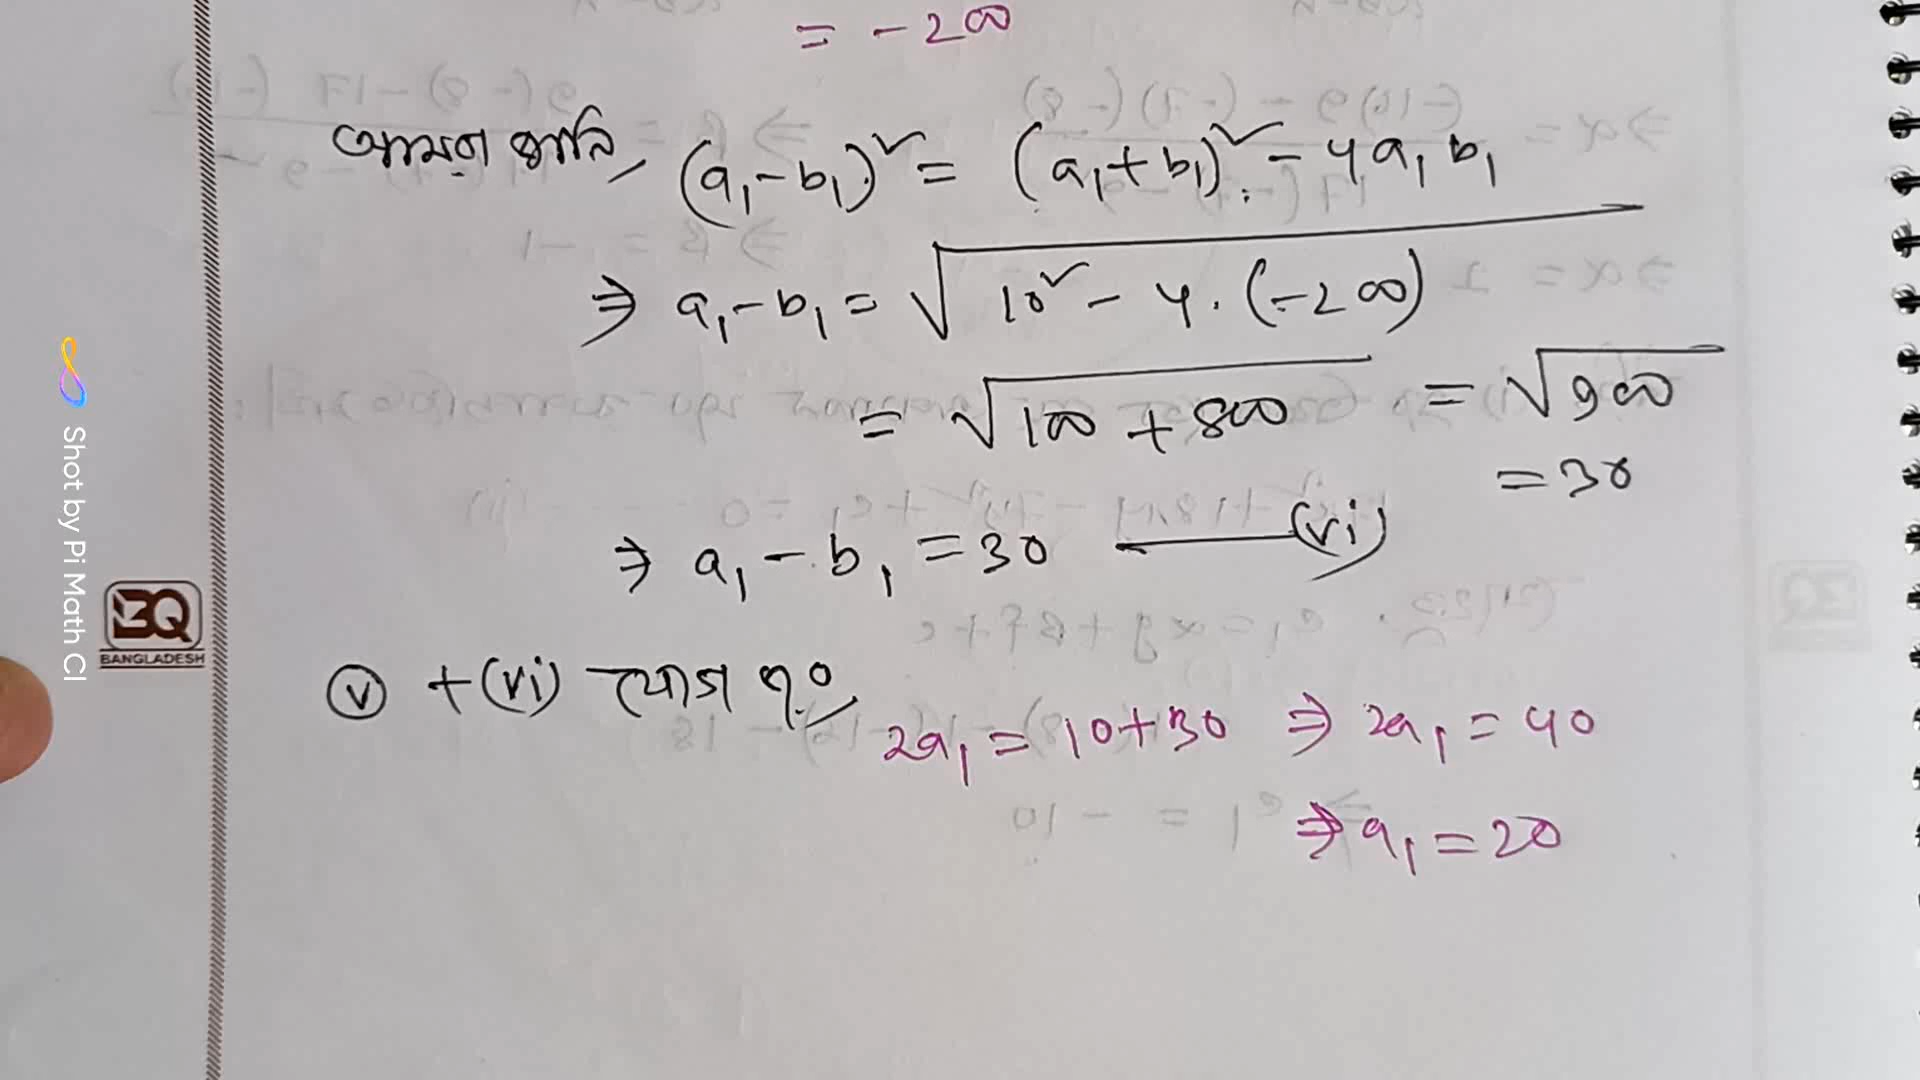 = -200
আমরা জানি, (a₁-b₁)² = (a₁+b₁)² - 4a₁b₁
⇒ a₁-b₁ = √10² - 4.(-200)
= √100 + 800 = √900
= 30
⇒ a₁ - b₁ = 30 (vi)
(v) + (vi) যোগ করে, 2a₁ = 10+30 ⇒ 2a₁ = 40
⇒ a₁ = 20
Shot by Pi Math Cl
BQ
BANGLADESH